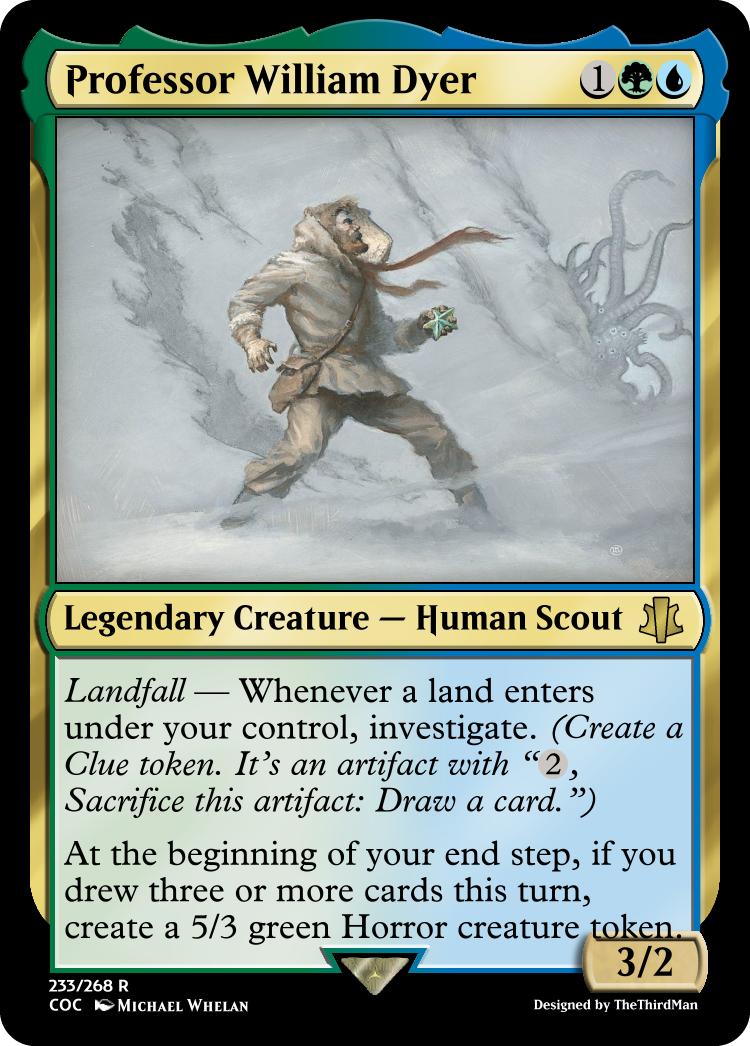 Professor William Dyer 1
Legendary Creature — Human Scout
Landfall — Whenever a land enters
under your control, investigate. (Create a
Clue token. It's an artifact with “2,
Sacrifice this artifact: Draw a card.”)
At the beginning of your end step, if you
drew three or more cards this turn,
create a 5/3 green Horror creature token.
3/2
233/268 R
COC Michael Whelan
Designed by TheThirdMan